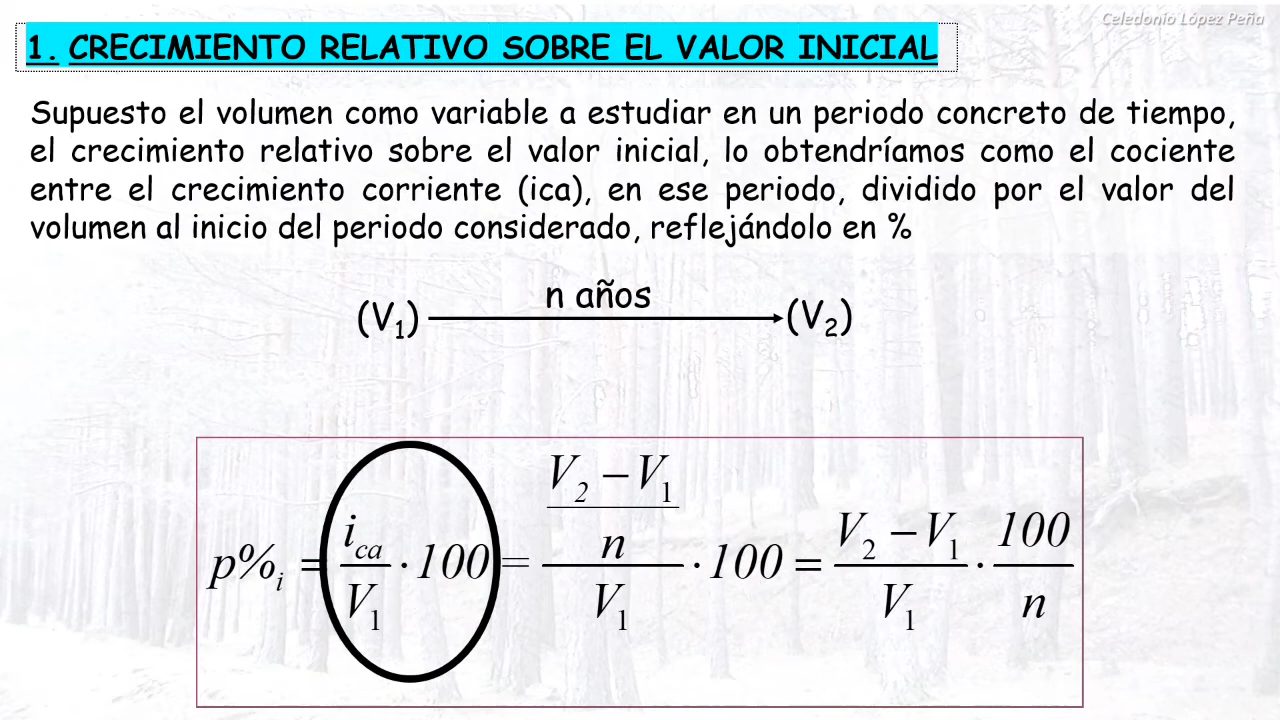 Celedonio López Peña
1. CRECIMIENTO RELATIVO SOBRE EL VALOR INICIAL
Supuesto el volumen como variable a estudiar en un periodo concreto de tiempo,
el crecimiento relativo sobre el valor inicial, lo obtendríamos como el cociente
entre el crecimiento corriente (ica), en ese periodo, dividido por el valor del
volumen al inicio del periodo considerado, reflejándolo en %
n años
(V₁) (V₂)
p%ᵢ = i_ca / V₁ · 100 = ((V₂ − V₁) / n) / V₁ · 100 = (V₂ − V₁) / V₁ · 100 / n